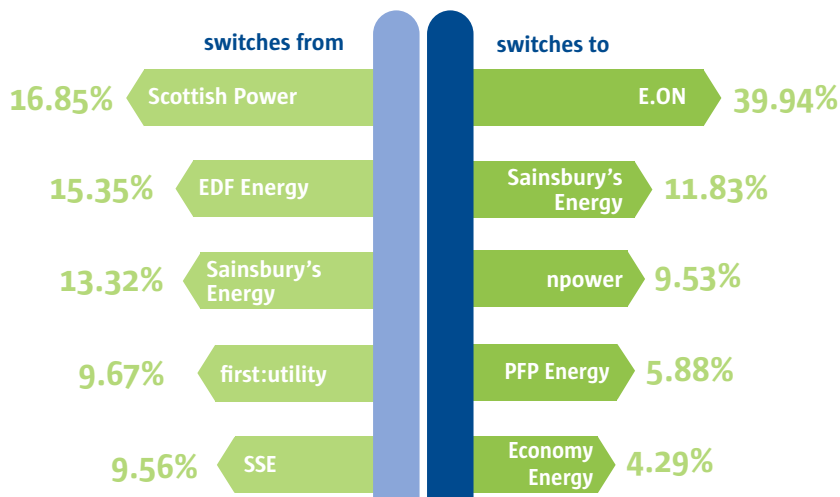 switches from
switches to
16.85%
Scottish Power
E.ON
39.94%
15.35%
EDF Energy
Sainsbury's
Energy
11.83%
13.32%
Sainsbury's
Energy
npower
9.53%
9.67%
first:utility
PFP Energy
5.88%
9.56%
SSE
Economy
Energy
4.29%